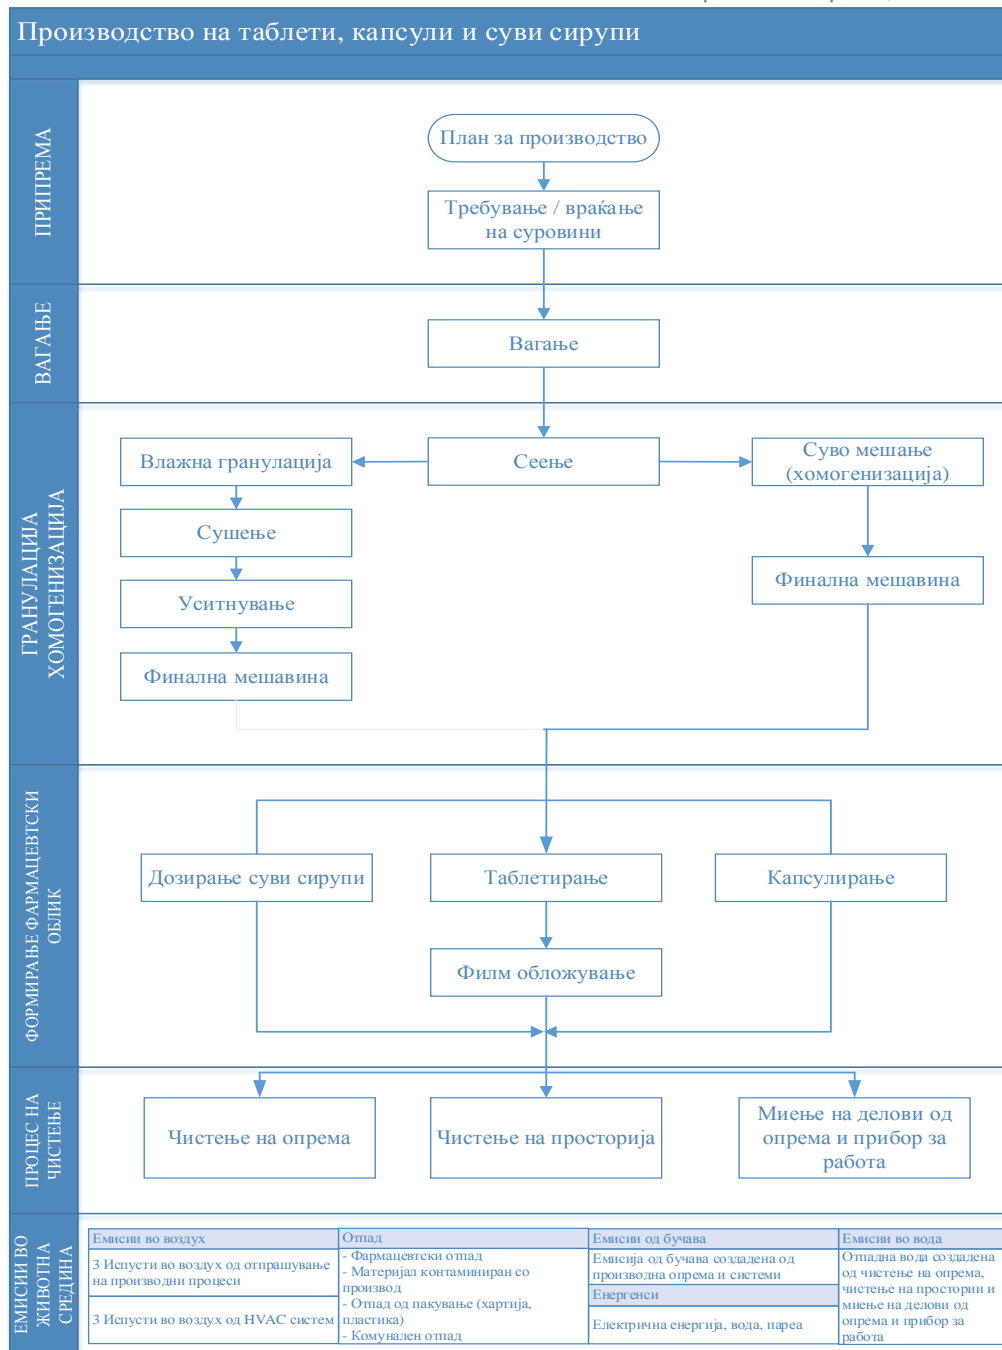 Производство на таблети, капсули и суви сирупи
ПРИПРЕМА
План за производство
Требување / враќање
на суровини
ВАГАЊЕ
Вагање
ГРАНУЛАЦИЈА
ХОМОГЕНИЗАЦИЈА
Влажна гранулација
Сеење
Суво мешање
(хомогенизација)
Сушење
Уситнување
Финална мешавина
Финална мешавина
ФОРМИРАЊЕ ФАРМАЦЕВТСКИ
ОБЛИК
Дозирање суви сирупи
Таблетирање
Капсулирање
Филм обложување
ПРОЦЕС НА
ЧИСТЕЊЕ
Чистење на опрема
Чистење на просторија
Миење на делови од
опрема и прибор за
работа
ЕМИСИИ ВО
ЖИВОТНА
СРЕДИНА
Емисии во воздух
3 Испусти во воздух од отпрашување
на производни процеси
3 Испусти во воздух од HVAC систем
Отпад
- Фармацевтски отпад
- Материјал контаминиран со
производ
- Отпад од пакување (хартија,
пластика)
- Комунален отпад
Емисии од бучава
Емисија од бучава создадена од
производна опрема и системи
Енергенси
Електрична енергија, вода, пареа
Емисии во вода
Отпадна вода создадена
од чистење на опрема,
чистење на простории и
миење на делови од
опрема и прибор за
работа